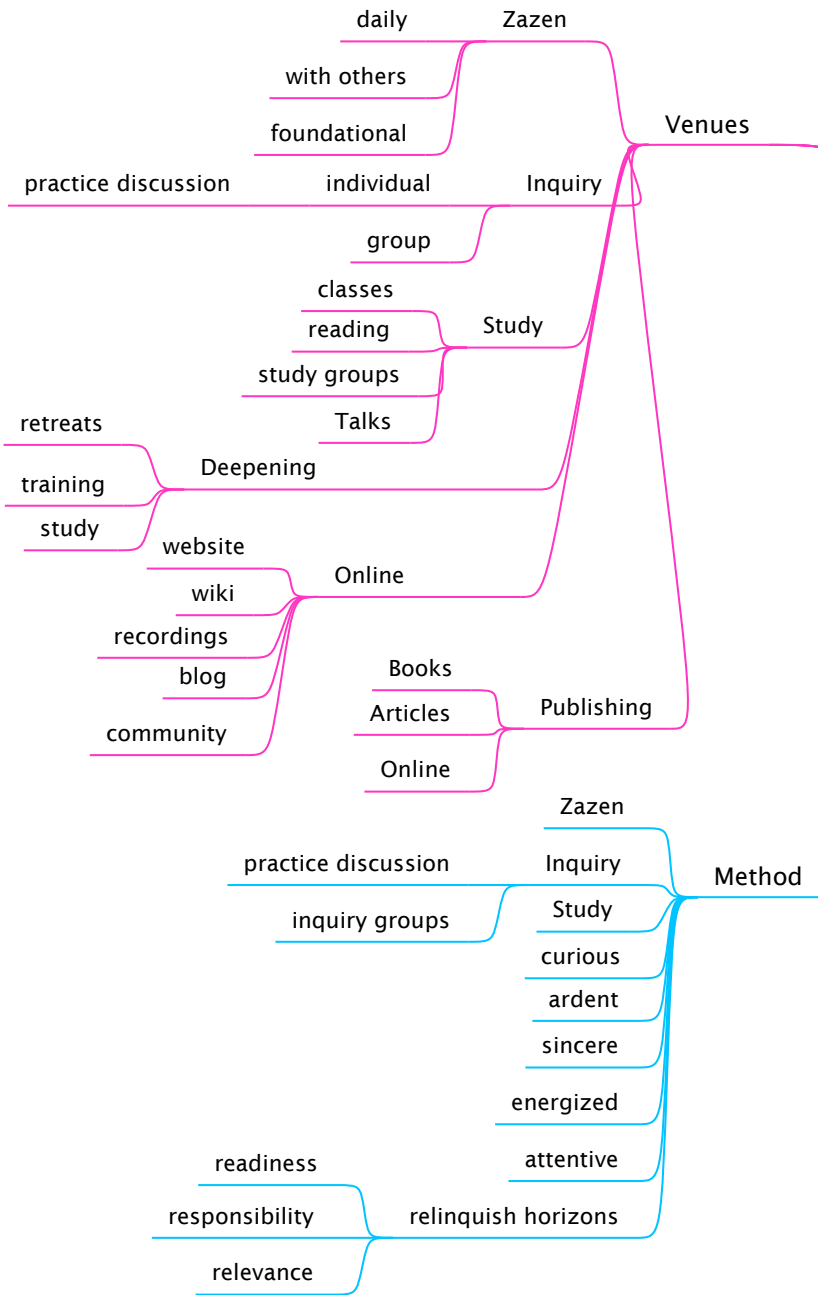 daily
Zazen
with others
foundational
Venues
practice discussion
individual
Inquiry
group
classes
reading
Study
study groups
Talks
retreats
Deepening
training
study
website
Online
wiki
recordings
blog
community
Books
Articles
Publishing
Online
Zazen
practice discussion
Inquiry
Method
inquiry groups
Study
curious
ardent
sincere
energized
attentive
readiness
responsibility
relinquish horizons
relevance